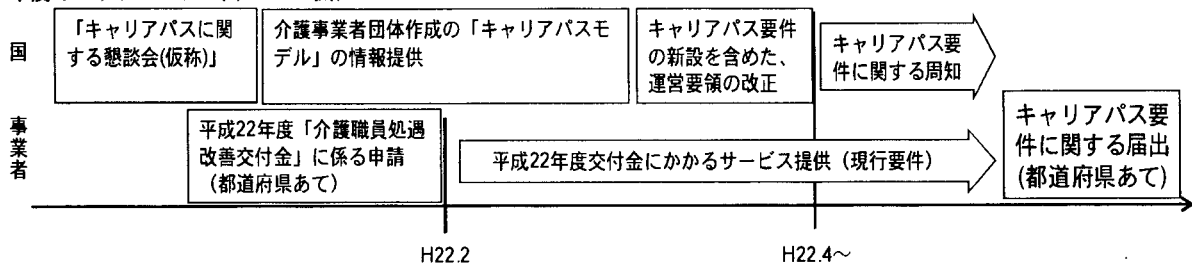 国
「キャリアパスに関
する懇談会(仮称)」
介護事業者団体作成の「キャリアパスモ
デル」の情報提供
キャリアパス要件
の新設を含めた、
運営要領の改正
キャリアパス要
件に関する周知
事業者
平成22年度「介護職員処遇
改善交付金」に係る申請
(都道府県あて)
平成22年度交付金にかかるサービス提供(現行要件)
キャリアパス要
件に関する届出
(都道府県あて)
H22.2
H22.4～